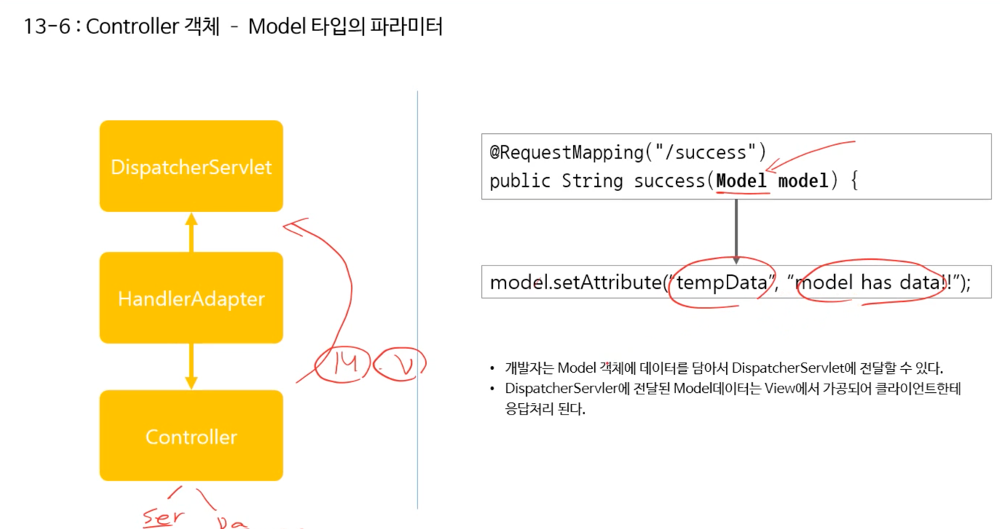 13-6 : Controller 객체 - Model 타입의 파라미터
DispatcherServlet
HandlerAdapter
Controller
M
V
Ser
Da
@RequestMapping("/success")
public String success(Model model) {
model.setAttribute(“tempData”, “model has data!!”);
• 개발자는 Model 객체에 데이터를 담아서 DispatcherServlet에 전달할 수 있다.
• DispatcherServler에 전달된 Model데이터는 View에서 가공되어 클라이언트한테
응답처리 된다.